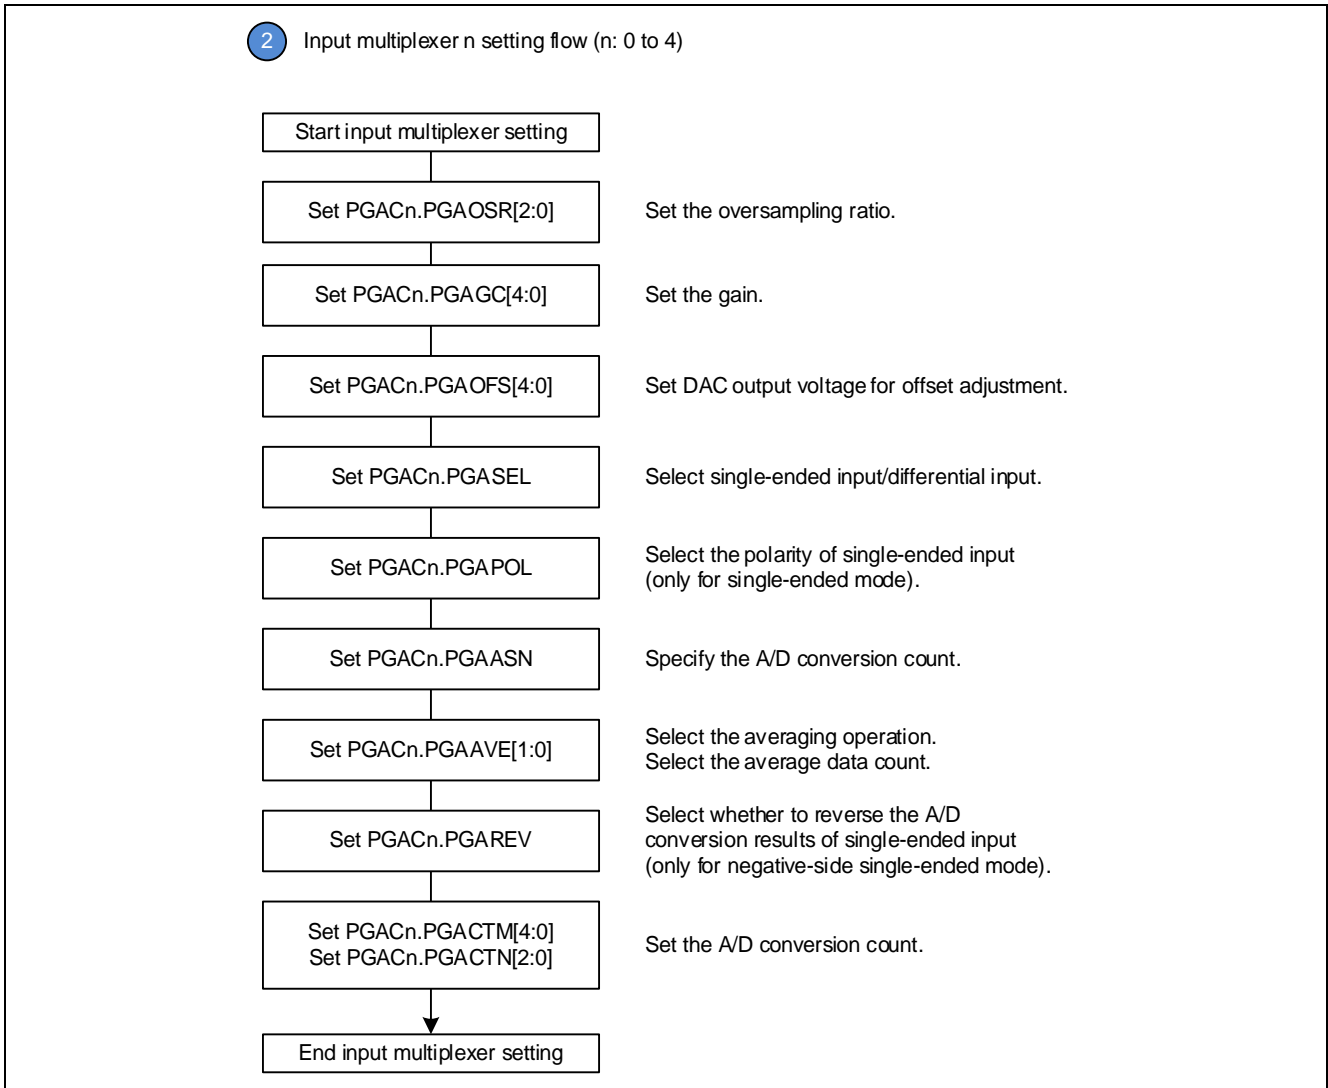 2 Input multiplexer n setting flow (n: 0 to 4)
Start input multiplexer setting
Set PGACn.PGAOSR[2:0] Set the oversampling ratio.
Set PGACn.PGAGC[4:0] Set the gain.
Set PGACn.PGAOFS[4:0] Set DAC output voltage for offset adjustment.
Set PGACn.PGASEL Select single-ended input/differential input.
Set PGACn.PGAPOL
Select the polarity of single-ended input
(only for single-ended mode).
Set PGACn.PGAASN Specify the A/D conversion count.
Set PGACn.PGAAVE[1:0]
Select the averaging operation.
Select the average data count.
Set PGACn.PGAREV
Select whether to reverse the A/D
conversion results of single-ended input
(only for negative-side single-ended mode).
Set PGACn.PGACTM[4:0]
Set PGACn.PGACTN[2:0]
Set the A/D conversion count.
End input multiplexer setting